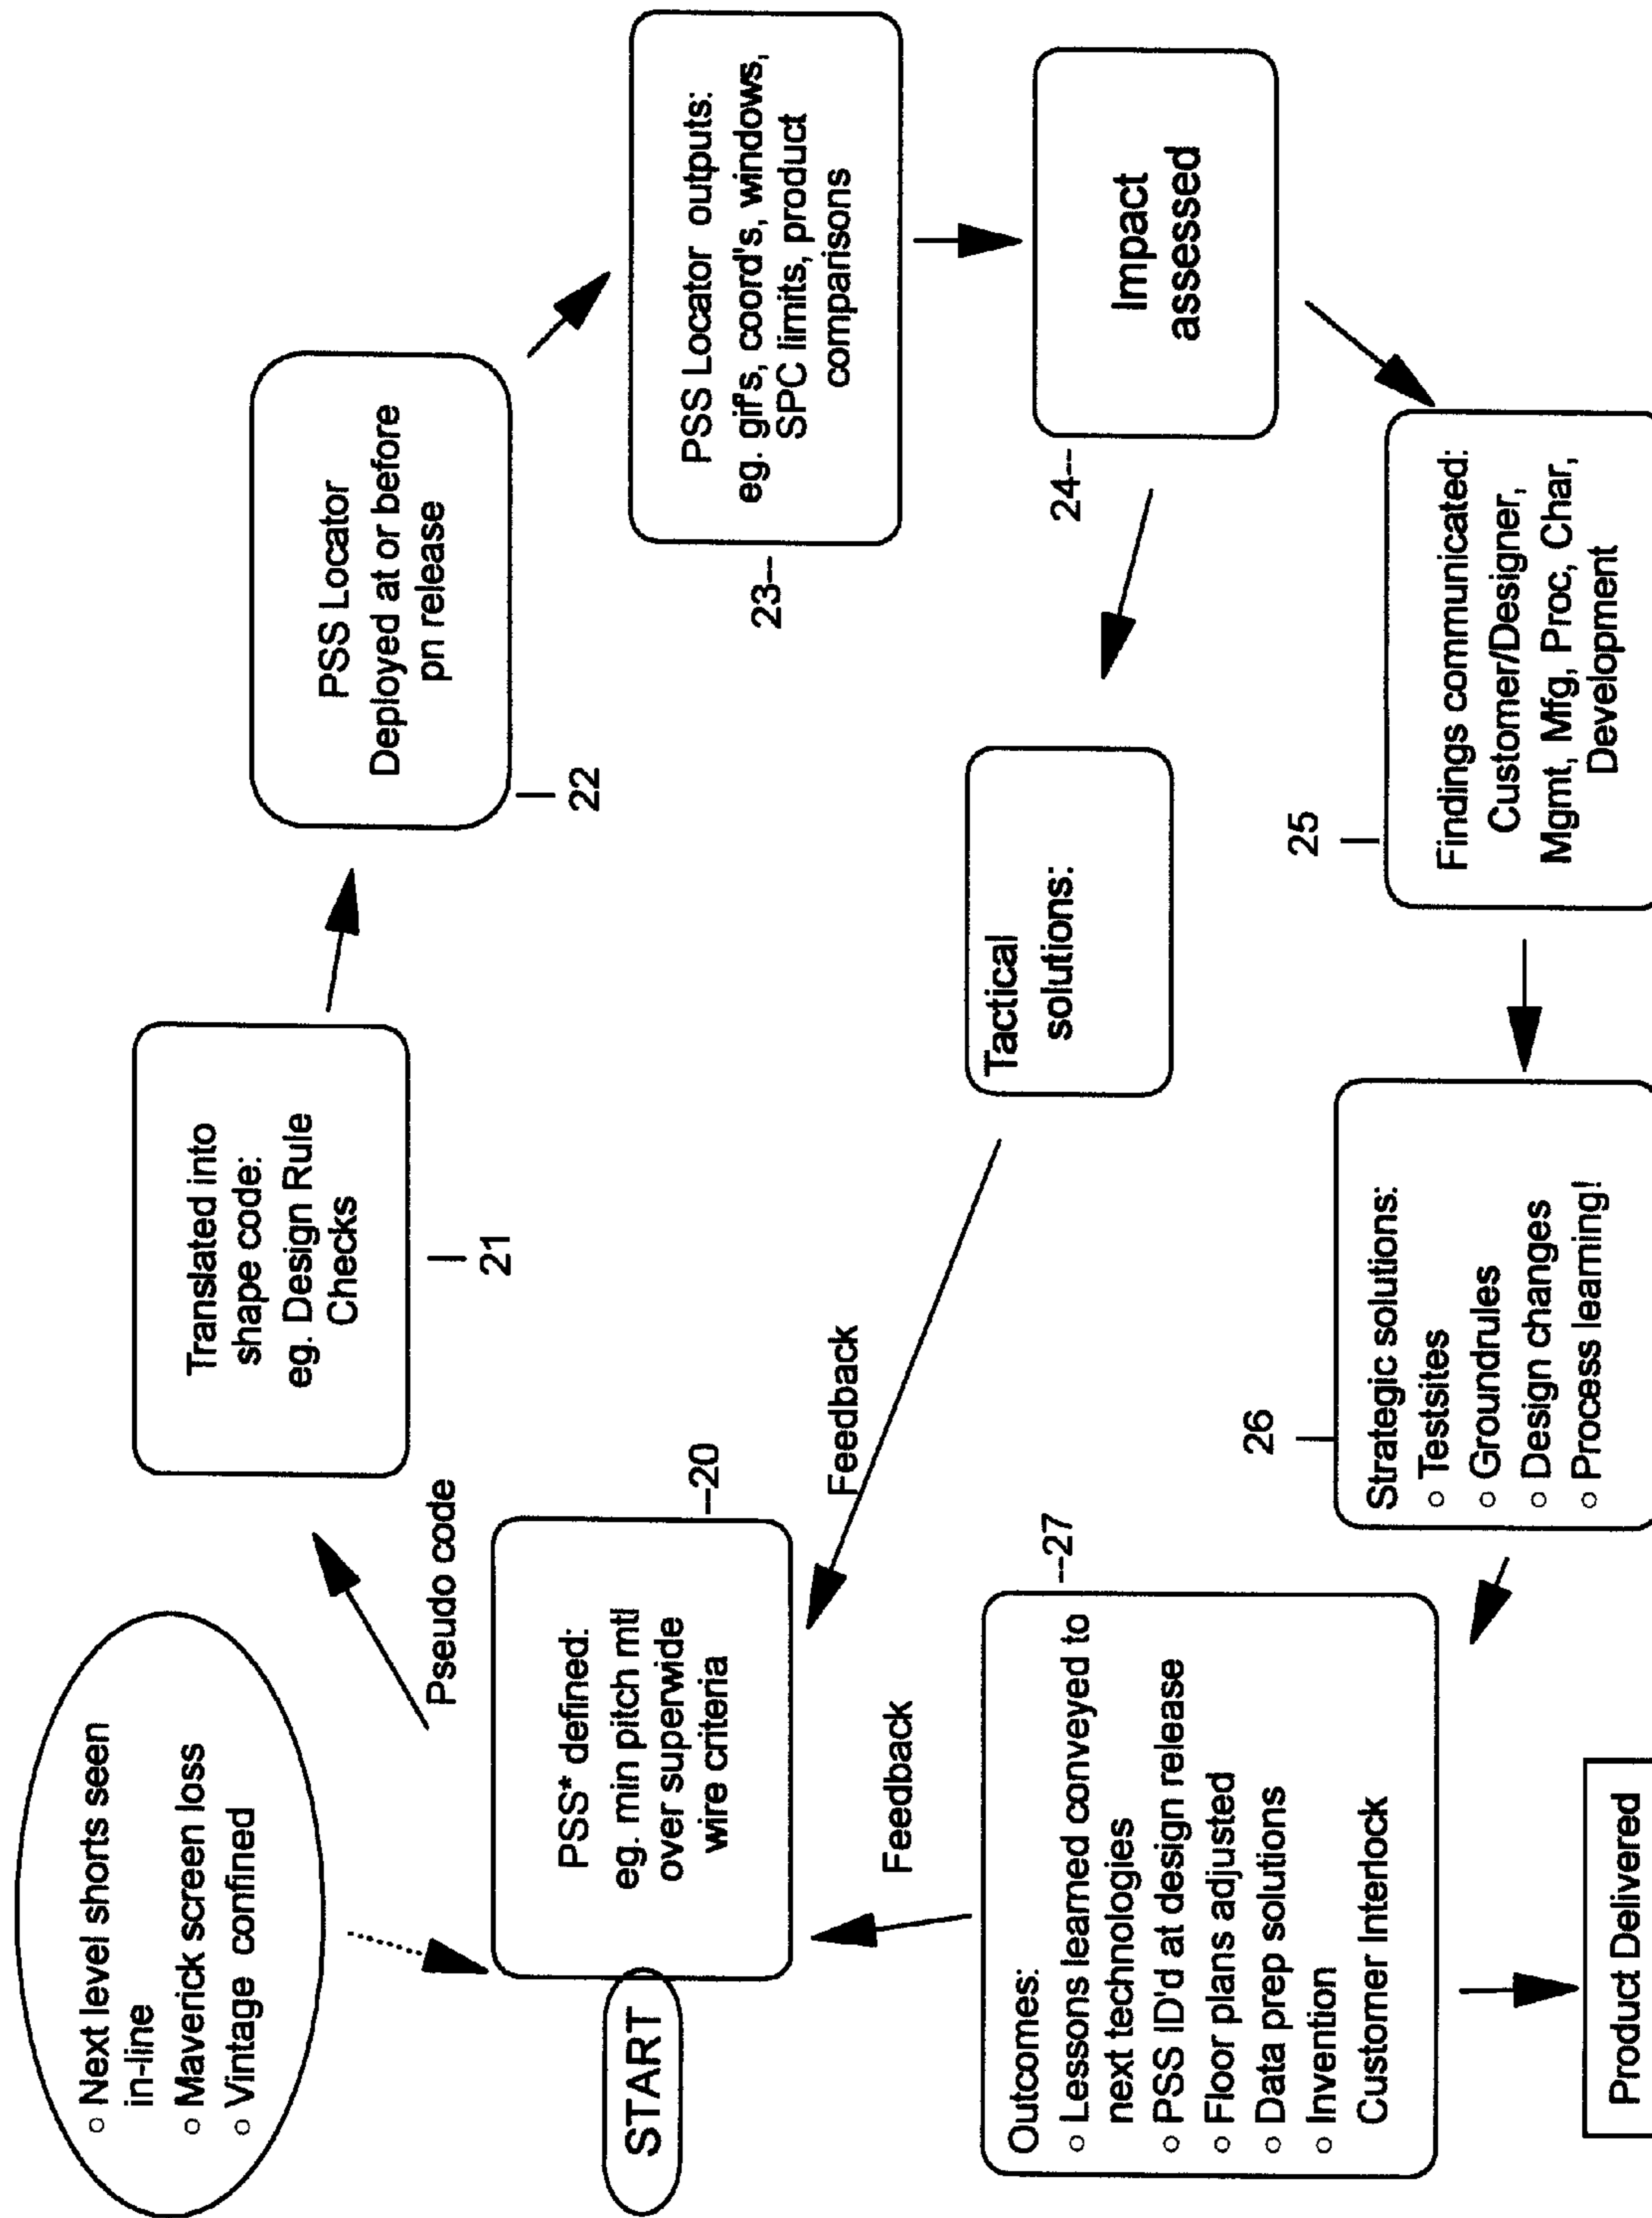 ○ Next level shorts seen
in-line
○ Maverick screen loss
○ Vintage confined
START
PSS* defined:
eg. min pitch mtl
over superwide
wire criteria
--20
Pseudo code
Translated into
shape code:
eg. Design Rule
Checks
21
PSS Locator
Deployed at or before
pn release
22
PSS Locator outputs:
eg. gif's, coord's, windows,
SPC limits, product
comparisons
23--
Impact
assessed
24--
Tactical
solutions:
Feedback
Findings communicated:
Customer/Designer,
Mgmt, Mfg, Proc, Char,
Development
25
Strategic solutions:
○ Testsites
○ Groundrules
○ Design changes
○ Process learning!
26
Outcomes:
○ Lessons learned conveyed to
next technologies
○ PSS ID'd at design release
○ Floor plans adjusted
○ Data prep solutions
○ Invention
Customer Interlock
--27
Feedback
Product Delivered